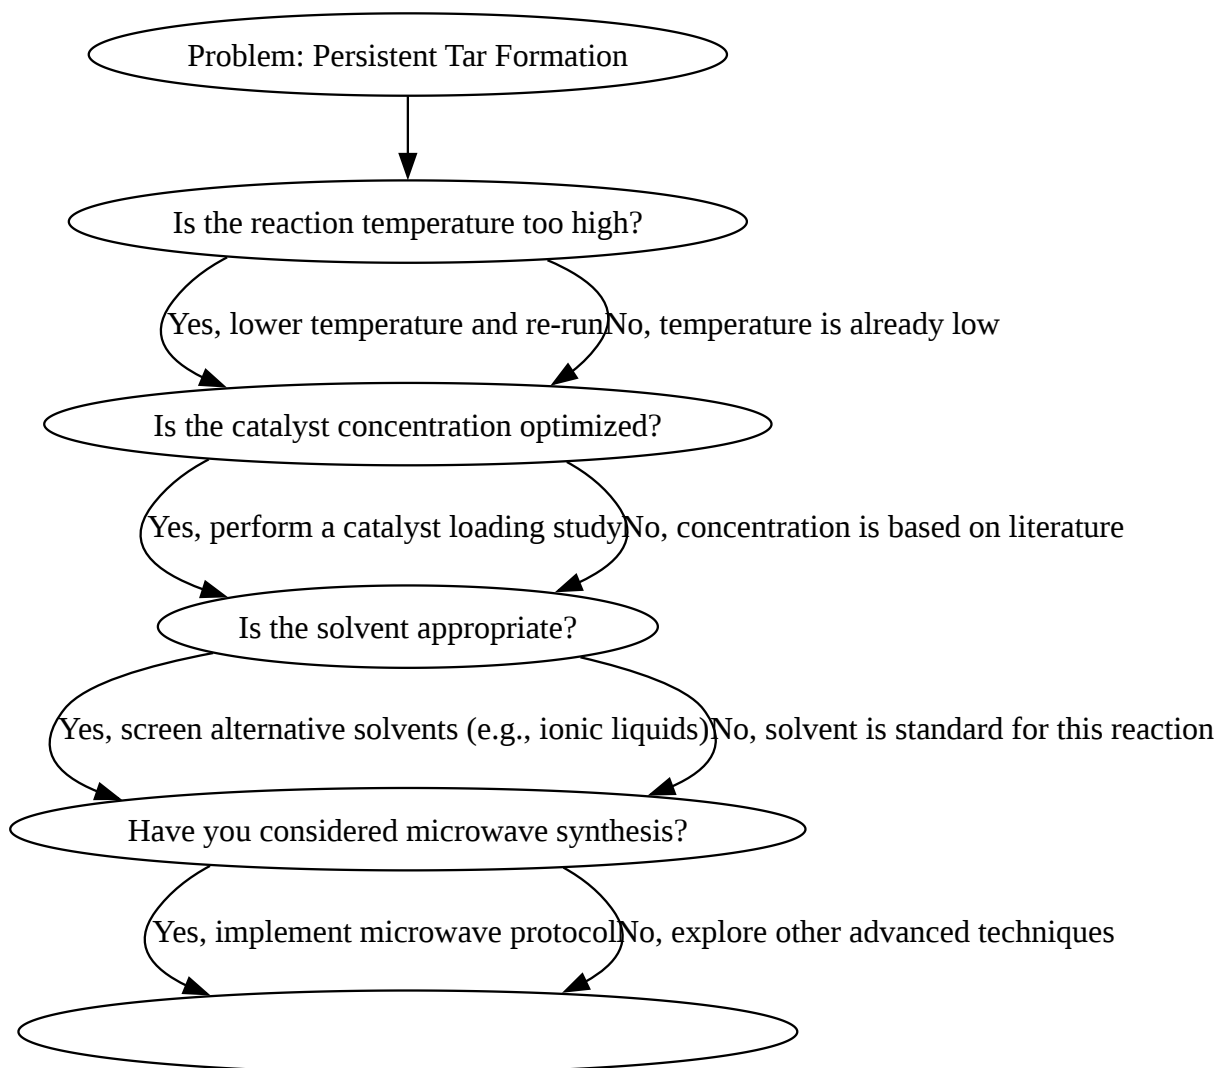 Problem: Persistent Tar Formation
Is the reaction temperature too high?
Yes, lower temperature and re-run
No, temperature is already low
Is the catalyst concentration optimized?
Yes, perform a catalyst loading study
No, concentration is based on literature
Is the solvent appropriate?
Yes, screen alternative solvents (e.g., ionic liquids)
No, solvent is standard for this reaction
Have you considered microwave synthesis?
Yes, implement microwave protocol
No, explore other advanced techniques